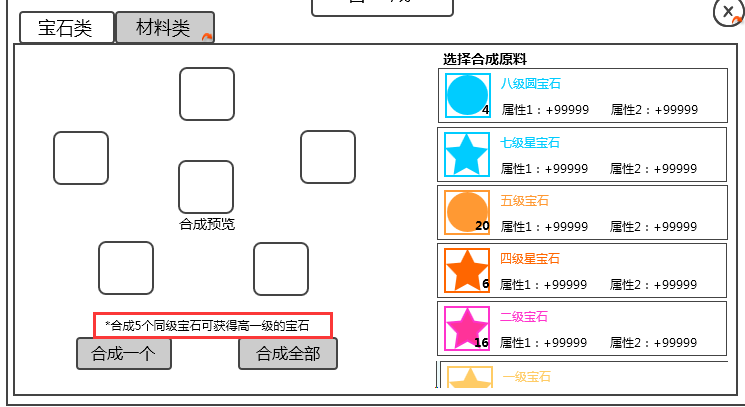 宝石类
材料类
选择合成原料
八级圆宝石
4
属性1：+99999
属性2：+99999
七级星宝石
属性1：+99999
属性2：+99999
五级宝石
20
属性1：+99999
属性2：+99999
四级星宝石
6
属性1：+99999
属性2：+99999
二级宝石
16
属性1：+99999
属性2：+99999
一级宝石
合成预览
*合成5个同级宝石可获得高一级的宝石
合成一个
合成全部